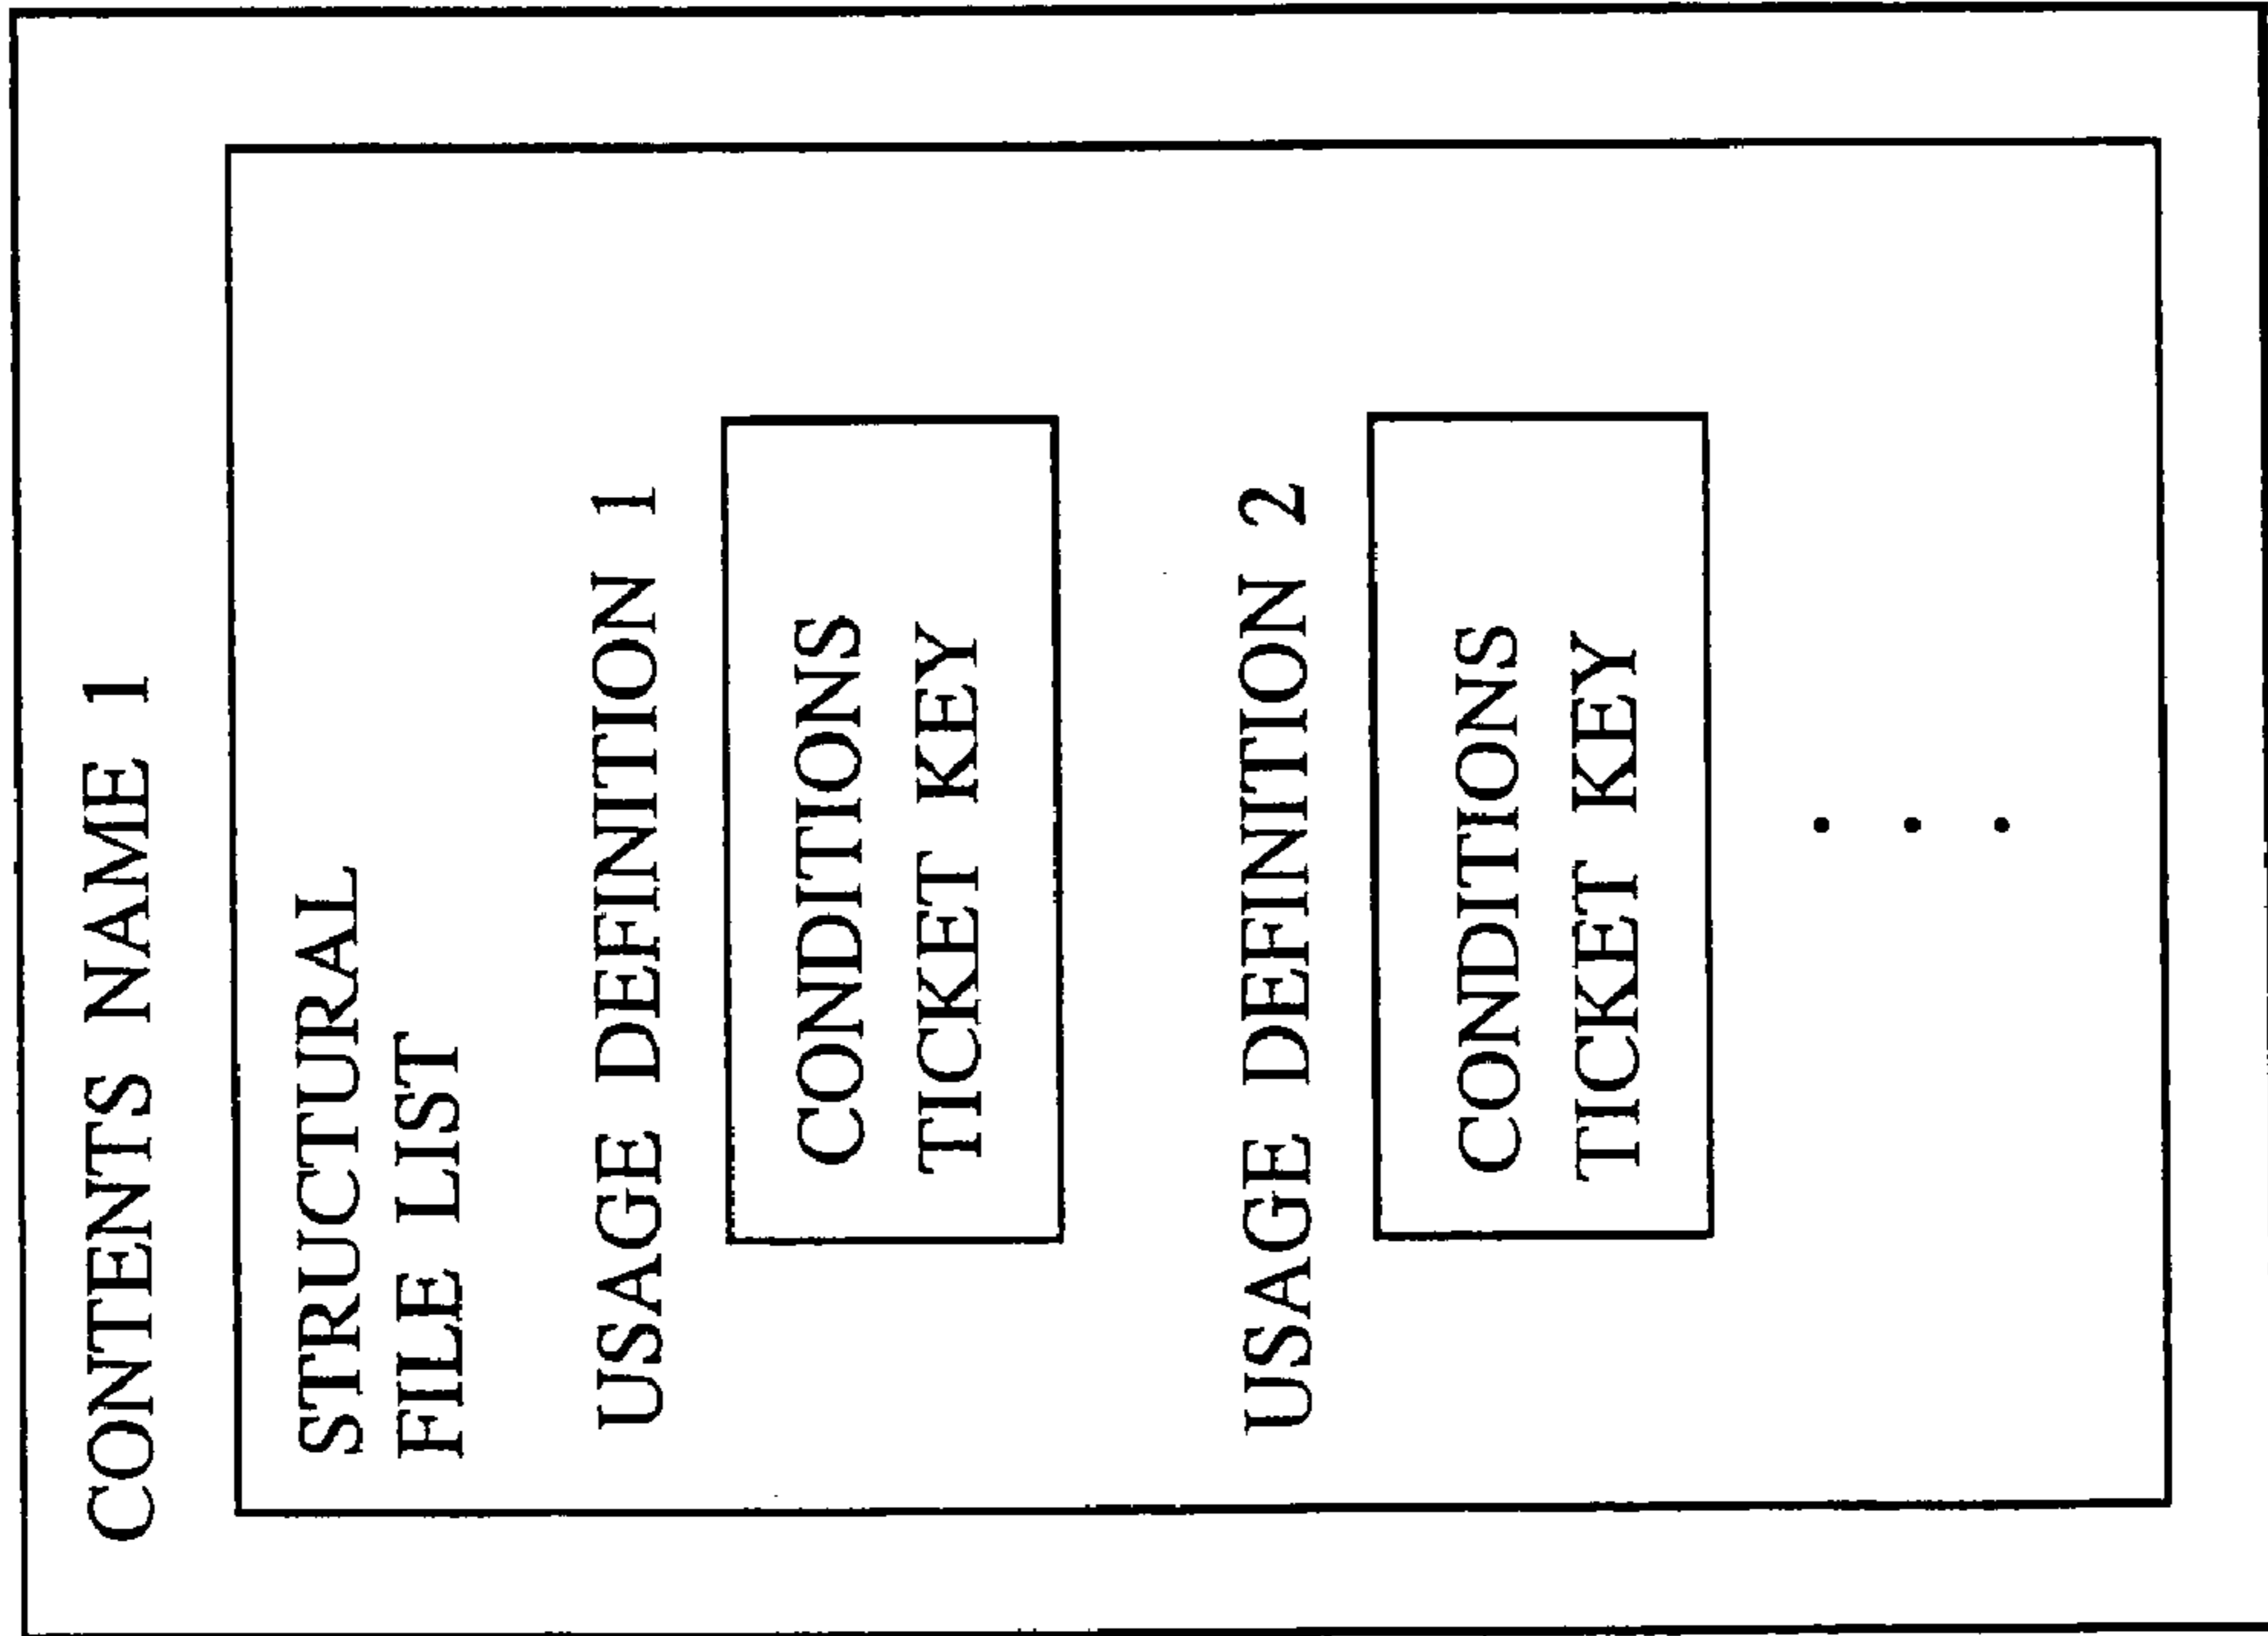 CONTENTS NAME 1
STRUCTURAL
FILE LIST
USAGE DEFINITION 1
CONDITIONS
TICKET KEY
USAGE DEFINITION 2
CONDITIONS
TICKET KEY
. . .